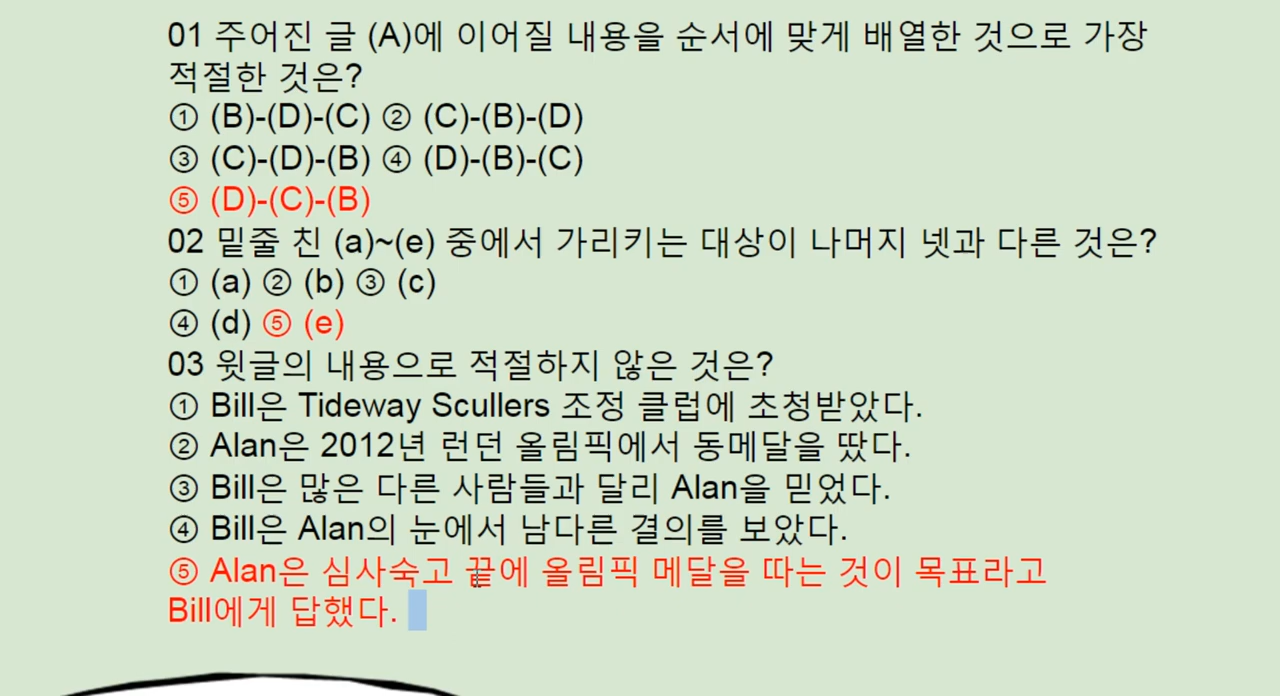 01 주어진 글 (A)에 이어질 내용을 순서에 맞게 배열한 것으로 가장
적절한 것은?
① (B)-(D)-(C) ② (C)-(B)-(D)
③ (C)-(D)-(B) ④ (D)-(B)-(C)
⑤ (D)-(C)-(B)
02 밑줄 친 (a)~(e) 중에서 가리키는 대상이 나머지 넷과 다른 것은?
① (a) ② (b) ③ (c)
④ (d) ⑤ (e)
03 윗글의 내용으로 적절하지 않은 것은?
① Bill은 Tideway Scullers 조정 클럽에 초청받았다.
② Alan은 2012년 런던 올림픽에서 동메달을 땄다.
③ Bill은 많은 다른 사람들과 달리 Alan을 믿었다.
④ Bill은 Alan의 눈에서 남다른 결의를 보았다.
⑤ Alan은 심사숙고 끝에 올림픽 메달을 따는 것이 목표라고
Bill에게 답했다.